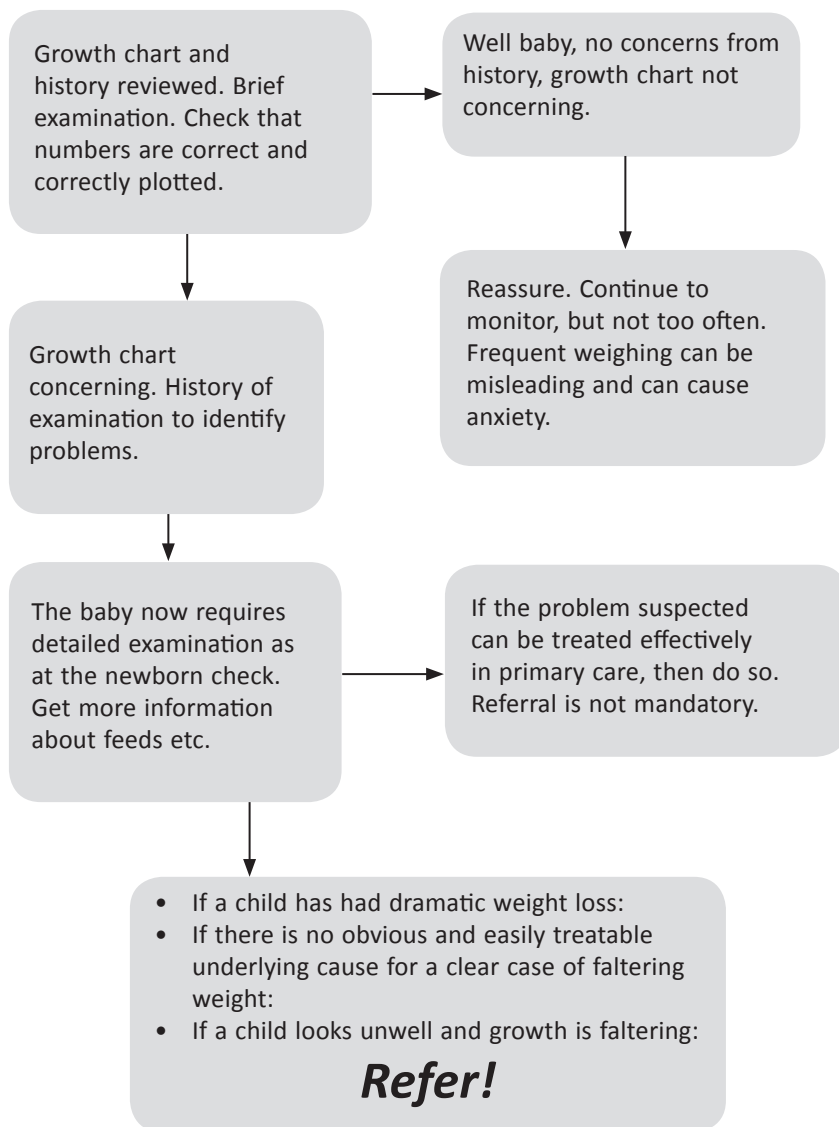 Growth chart and
history reviewed. Brief
examination. Check that
numbers are correct and
correctly plotted.
Well baby, no concerns from
history, growth chart not
concerning.
Reassure. Continue to
monitor, but not too often.
Frequent weighing can be
misleading and can cause
anxiety.
Growth chart
concerning. History of
examination to identify
problems.
The baby now requires
detailed examination as
at the newborn check.
Get more information
about feeds etc.
If the problem suspected
can be treated effectively
in primary care, then do so.
Referral is not mandatory.
• If a child has had dramatic weight loss:
• If there is no obvious and easily treatable
underlying cause for a clear case of faltering
weight:
• If a child looks unwell and growth is faltering:
Refer!